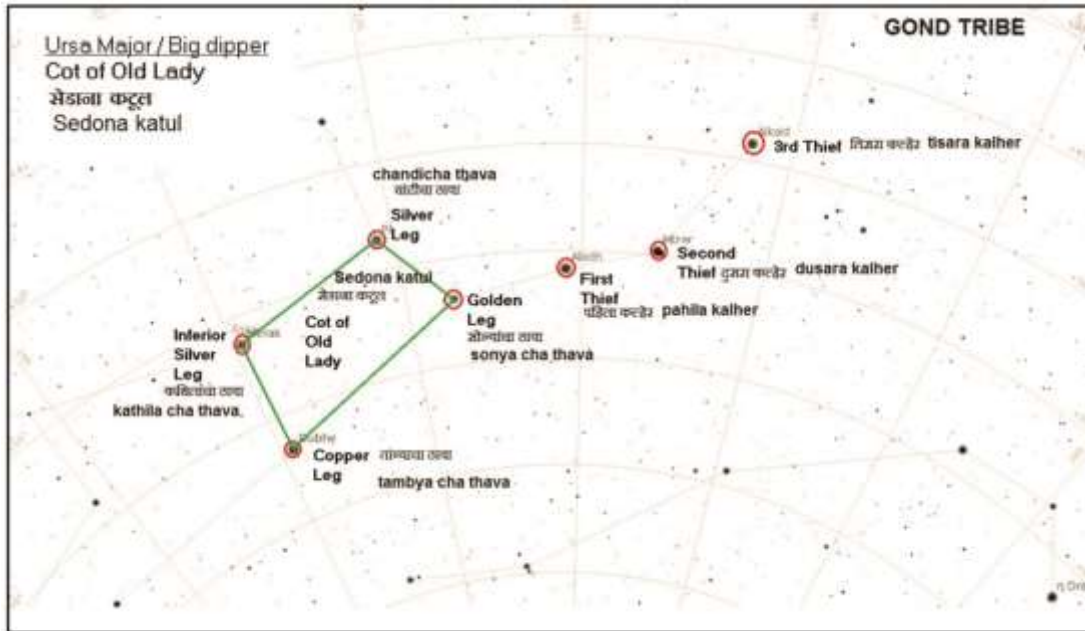 GOND TRIBE
Ursa Major / Big dipper
Cot of Old Lady
सेडाना कटूल
Sedona katul
3rd Thief तिसरा कल्हेर tisara kalher
chandicha thava
चांदीचा ठावा
Silver
Leg
Second
Thief दुसरा कल्हेर dusara kalher
Sedona katul
सेडाना कटूल
First
Thief
पहिला कल्हेर pahila kalher
Golden
Leg
सोन्याचा ठावा
sonya cha thava
Cot of
Old
Lady
Inferior
Silver
Leg
kathila cha thava.
Dubhe
Copper तांब्याचा ठावा
Leg
tambya cha thava
η Dra